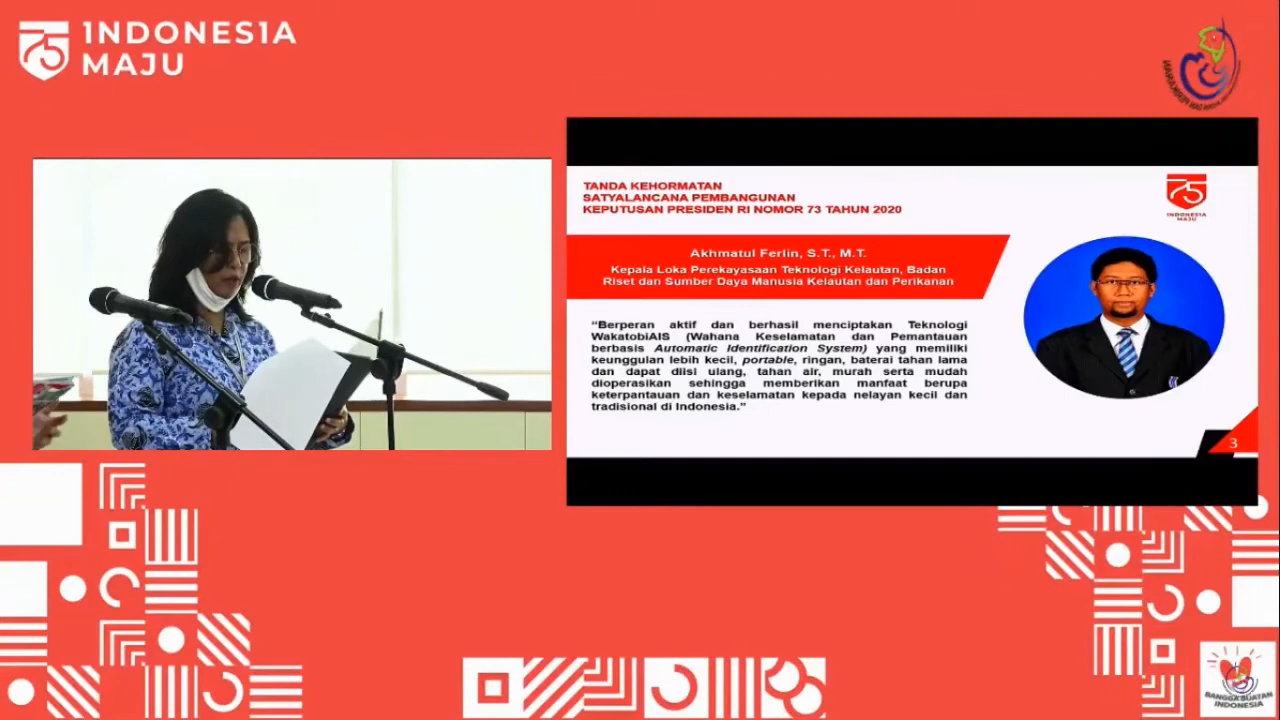 75 1NDONES1A
MAJU
TANDA KEHORMATAN
SATYALANCANA PEMBANGUNAN
KEPUTUSAN PRESIDEN RI NOMOR 73 TAHUN 2020
75
INDONESIA
MAJU
Akhmatul Ferlin, S.T., M.T.
Kepala Loka Perekayasaan Teknologi Kelautan, Badan
Riset dan Sumber Daya Manusia Kelautan dan Perikanan
“Berperan aktif dan berhasil menciptakan Teknologi
WakatobiAIS (Wahana Keselamatan dan Pemantauan
berbasis Automatic Identification System) yang memiliki
keunggulan lebih kecil, portable, ringan, baterai tahan lama
dan dapat diisi ulang, tahan air, murah serta mudah
dioperasikan sehingga memberikan manfaat berupa
keterpantauan dan keselamatan kepada nelayan kecil dan
tradisional di Indonesia.”
3
BANGGA BUATAN
INDONESIA